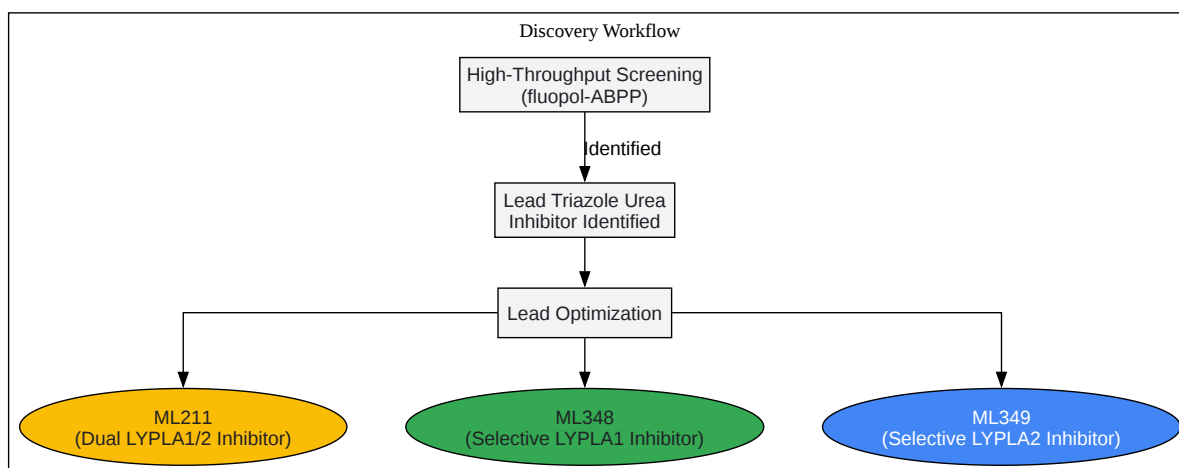 Discovery Workflow
High-Throughput Screening
(fluopol-ABPP)
Identified
Lead Triazole Urea
Inhibitor Identified
Lead Optimization
ML211
(Dual LYPLA1/2 Inhibitor)
ML348
(Selective LYPLA1 Inhibitor)
ML349
(Selective LYPLA2 Inhibitor)